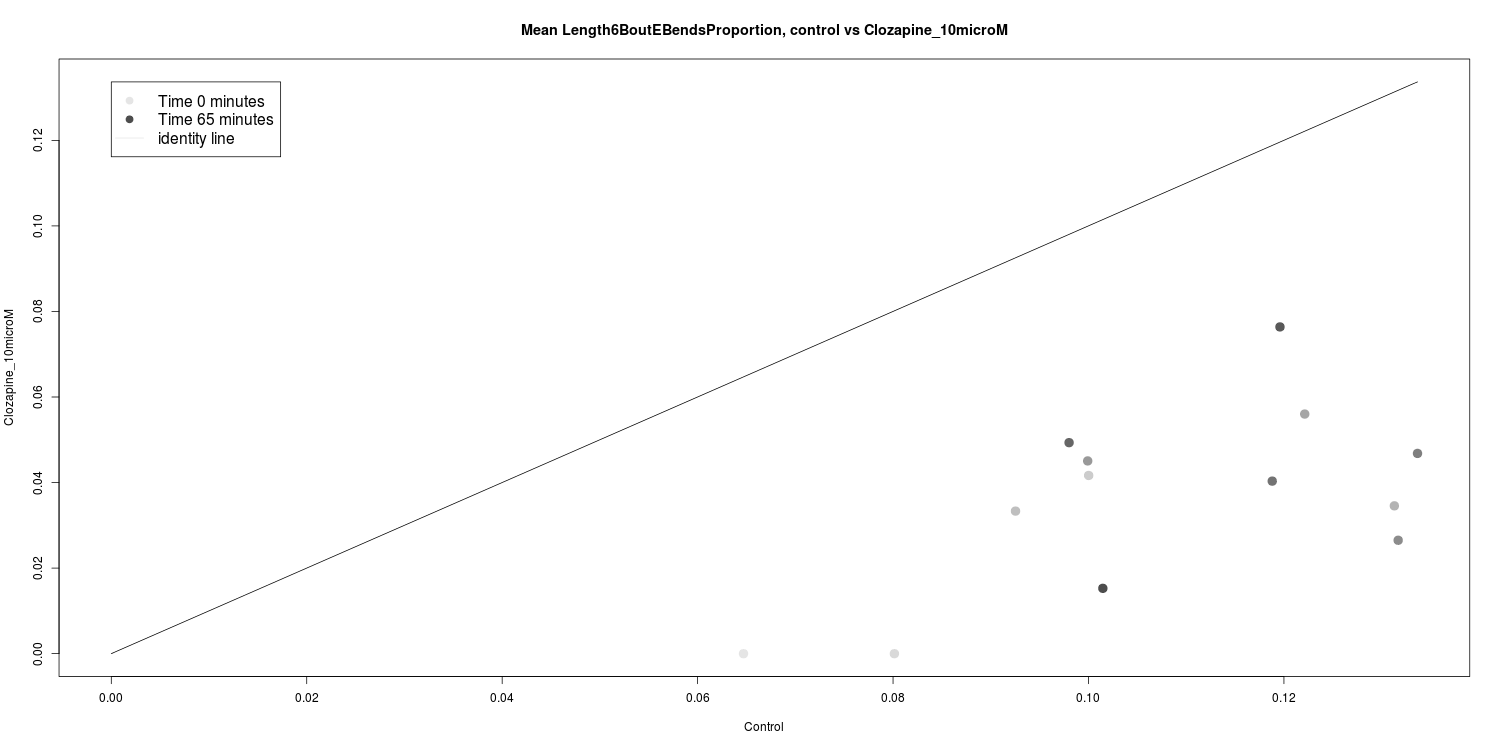 Mean Length6BoutEBendsProportion, control vs Clozapine_10microM
Time 0 minutes
Time 65 minutes
identity line
Clozapine_10microM
0.00
0.02
0.04
0.06
0.08
0.10
0.12
0.00
0.02
0.04
0.06
0.08
0.10
0.12
Control